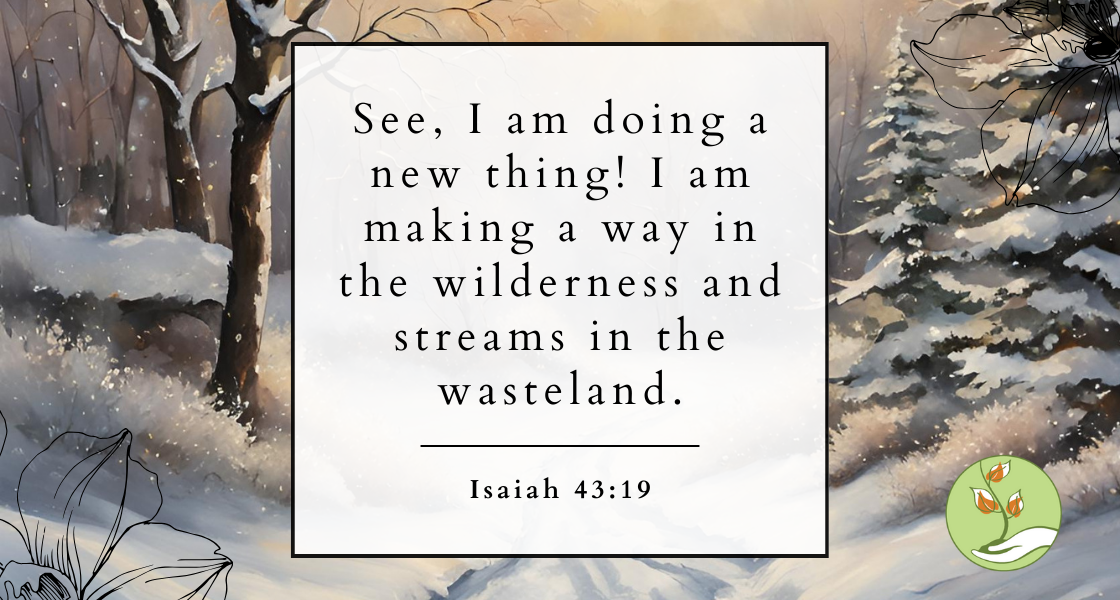 See, I am doing a
new thing! I am
making a way in
the wilderness and
streams in the
wasteland.
Isaiah 43:19